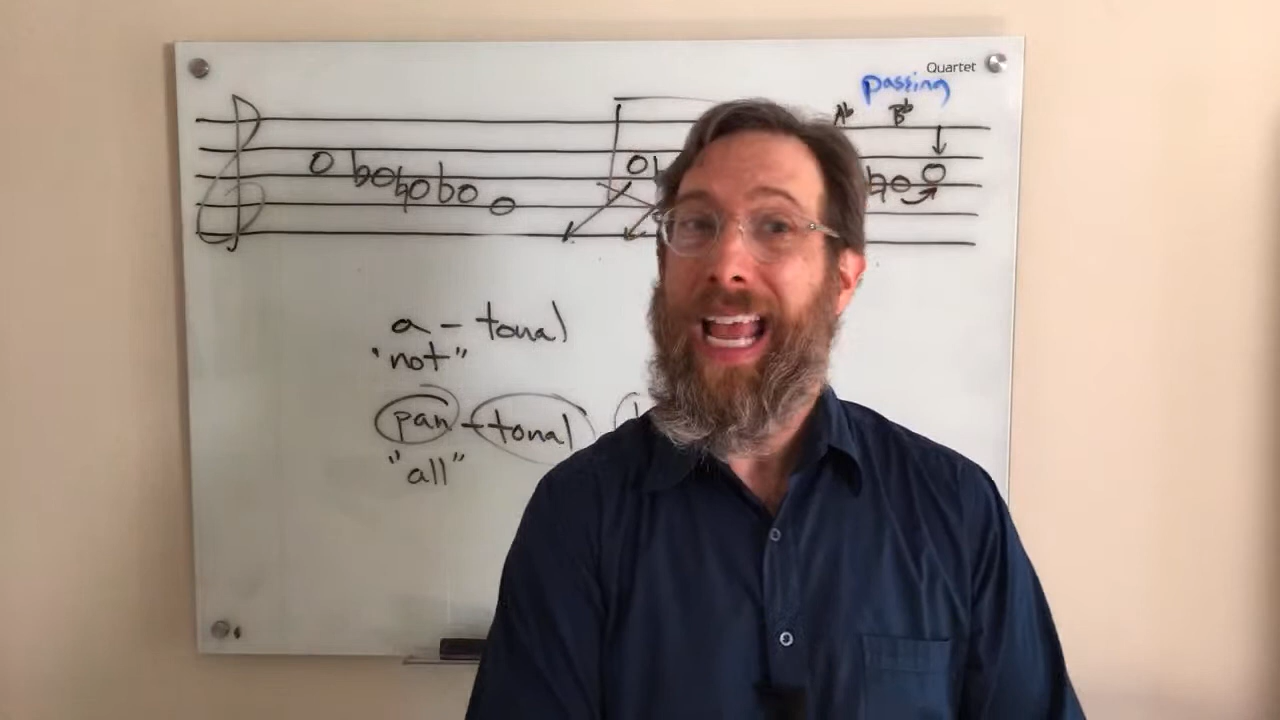 Quartet
passing
A♭ B♭
a - tonal
"not"
pan - tonal
"all"